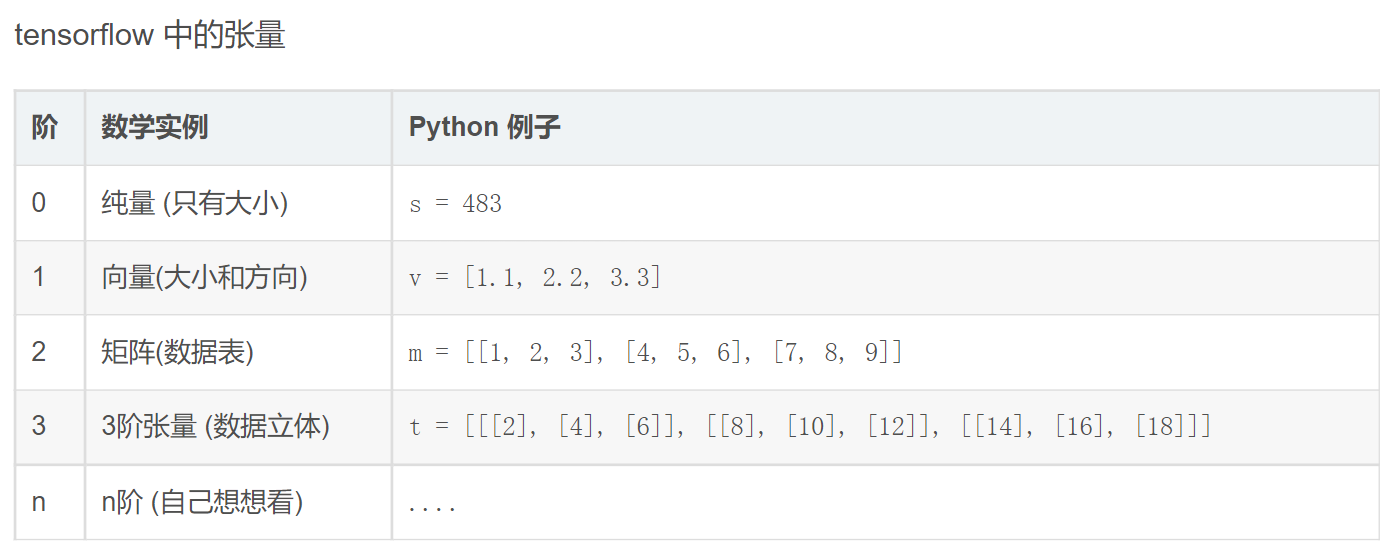 tensorflow 中的张量
阶 数学实例 Python 例子
0 纯量 (只有大小) s = 483
1 向量(大小和方向) v = [1.1, 2.2, 3.3]
2 矩阵(数据表) m = [[1, 2, 3], [4, 5, 6], [7, 8, 9]]
3 3阶张量 (数据立体) t = [[[2], [4], [6]], [[8], [10], [12]], [[14], [16], [18]]]
n n阶 (自己想想看) ....